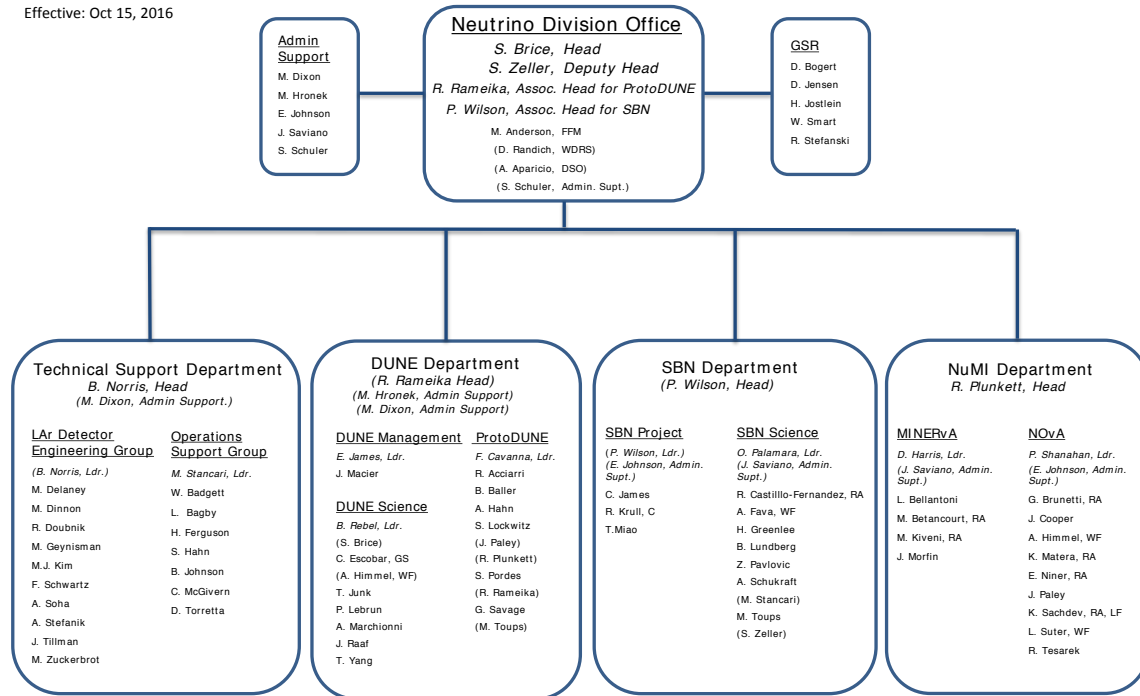 Effective: Oct 15, 2016
Admin
Support
M. Dixon
M. Hronek
E. Johnson
J. Saviano
S. Schuler
Neutrino Division Office
S. Brice, Head
S. Zeller, Deputy Head
R. Rameika, Assoc. Head for ProtoDUNE
P. Wilson, Assoc. Head for SBN
M. Anderson, FFM
(D. Randich, WDRS)
(A. Aparicio, DSO)
(S. Schuler, Admin. Supt.)
GSR
D. Bogert
D. Jensen
H. Jostlein
W. Smart
R. Stefanski
Technical Support Department
B. Norris, Head
(M. Dixon, Admin Support.)
LAr Detector
Engineering Group
(B. Norris, Ldr.)
M. Delaney
M. Dinnon
R. Doubnik
M. Geynisman
M.J. Kim
F. Schwartz
A. Soha
A. Stefanik
J. Tillman
M. Zuckerbrot
Operations
Support Group
M. Stancari, Ldr.
W. Badgett
L. Bagby
H. Ferguson
S. Hahn
B. Johnson
C. McGivern
D. Torretta
DUNE Department
(R. Rameika Head)
(M. Hronek, Admin Support)
(M. Dixon, Admin Support)
DUNE Management
E. James, Ldr.
J. Macier
DUNE Science
B. Rebel, Ldr.
(S. Brice)
C. Escobar, GS
(A. Himmel, WF)
T. Junk
P. Lebrun
A. Marchionni
J. Raaf
T. Yang
ProtoDUNE
F. Cavanna, Ldr.
R. Acciarri
B. Baller
A. Hahn
S. Lockwitz
(J. Paley)
(R. Plunkett)
S. Pordes
(R. Rameika)
G. Savage
(M. Toups)
SBN Department
(P. Wilson, Head)
SBN Project
(P. Wilson, Ldr.)
(E. Johnson, Admin.
Supt.)
C. James
R. Krull, C
T.Miao
SBN Science
O. Palamara, Ldr.
(J. Saviano, Admin.
Supt.)
R. Castilllo-Fernandez, RA
A. Fava, WF
H. Greenlee
B. Lundberg
Z. Pavlovic
A. Schukraft
(M. Stancari)
M. Toups
(S. Zeller)
NuMI Department
R. Plunkett, Head
MINERvA
D. Harris, Ldr.
(J. Saviano, Admin.
Supt.)
L. Bellantoni
M. Betancourt, RA
M. Kiveni, RA
J. Morfin
NOvA
P. Shanahan, Ldr.
(E. Johnson, Admin.
Supt.)
G. Brunetti, RA
J. Cooper
A. Himmel, WF
K. Matera, RA
E. Niner, RA
J. Paley
K. Sachdev, RA, LF
L. Suter, WF
R. Tesarek